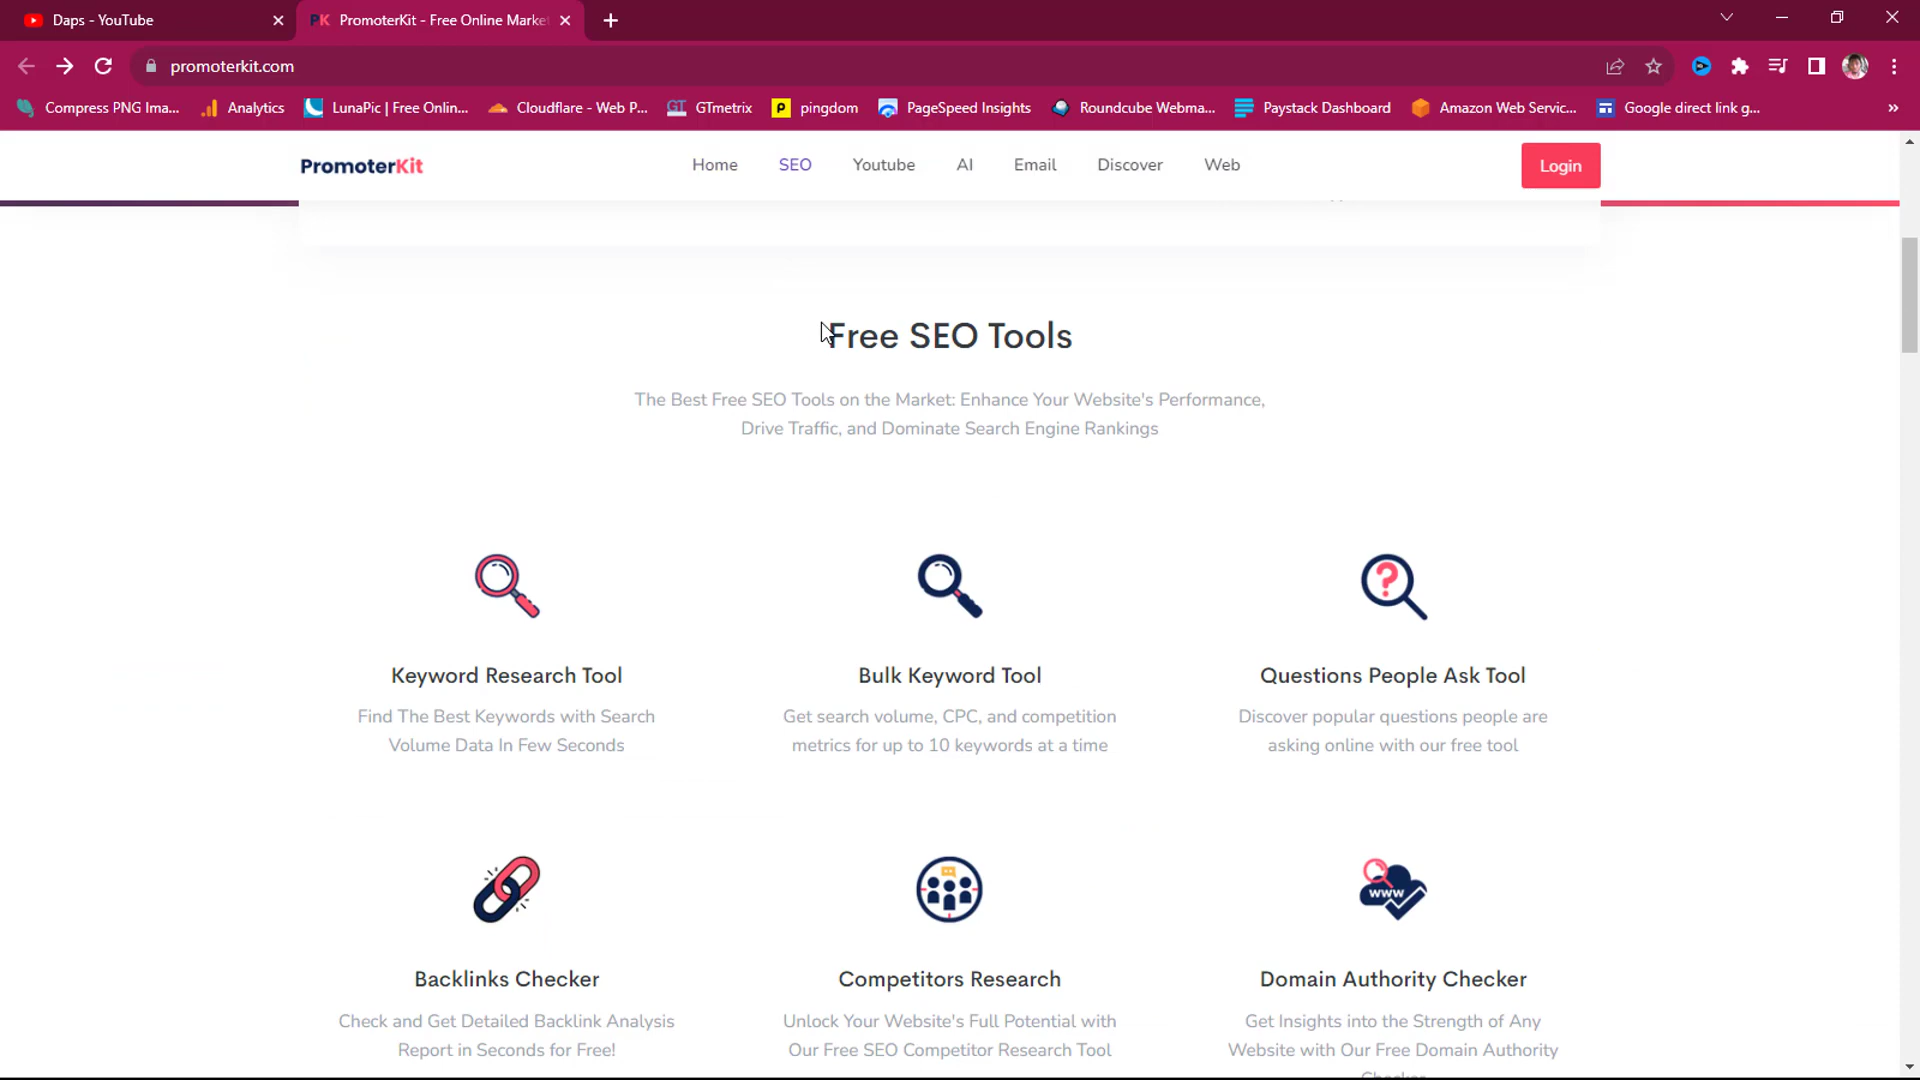 Daps - YouTube
PK PromoterKit - Free Online Marke
promoterkit.com
Compress PNG Ima...
Analytics
LunaPic | Free Onlin...
Cloudflare - Web P...
GT GTmetrix
P pingdom
PageSpeed Insights
Roundcube Webma...
Paystack Dashboard
Amazon Web Servic...
Google direct link g...
»
PromoterKit
Home
SEO
Youtube
AI
Email
Discover
Web
Login
Free SEO Tools
The Best Free SEO Tools on the Market: Enhance Your Website's Performance,
Drive Traffic, and Dominate Search Engine Rankings
Keyword Research Tool
Find The Best Keywords with Search
Volume Data In Few Seconds
Bulk Keyword Tool
Get search volume, CPC, and competition
metrics for up to 10 keywords at a time
?
Questions People Ask Tool
Discover popular questions people are
asking online with our free tool
Backlinks Checker
Check and Get Detailed Backlink Analysis
Report in Seconds for Free!
Competitors Research
Unlock Your Website's Full Potential with
Our Free SEO Competitor Research Tool
www
Domain Authority Checker
Get Insights into the Strength of Any
Website with Our Free Domain Authority
Checker